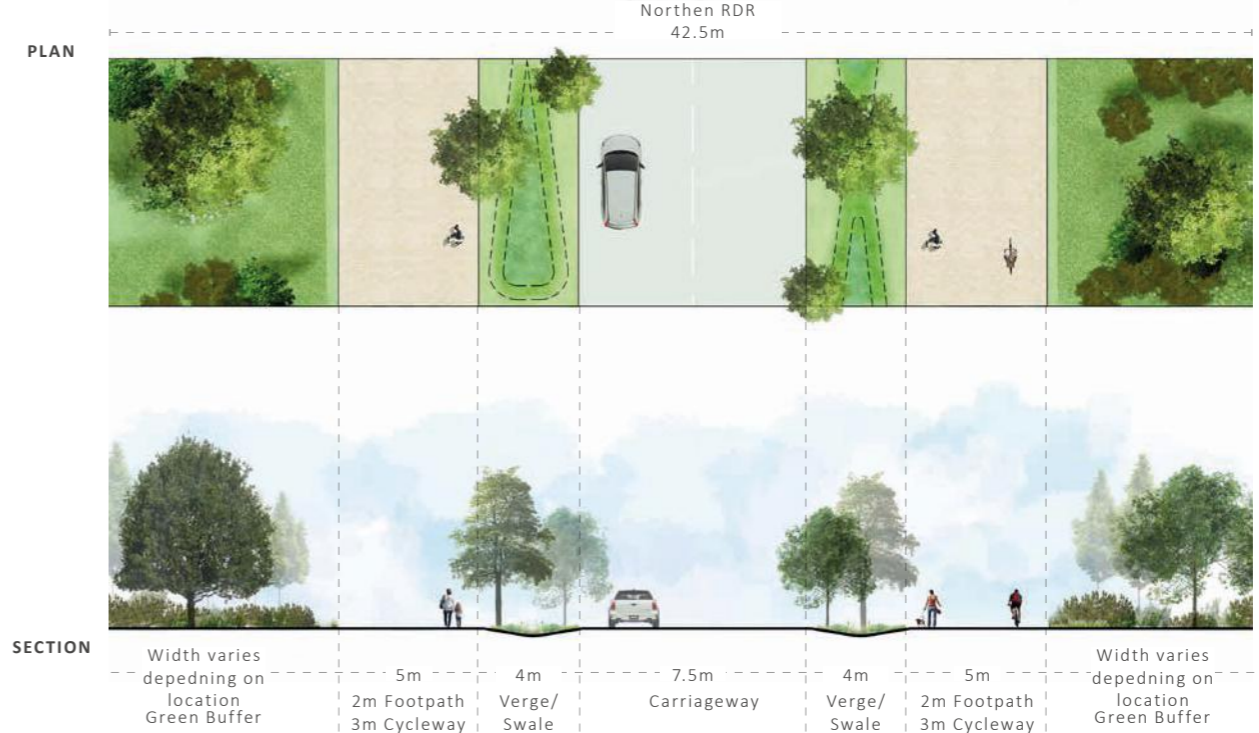 Northen RDR
42.5m
PLAN
SECTION
Width varies
depedning on
location
Green Buffer
5m
2m Footpath
3m Cycleway
4m
Verge/
Swale
7.5m
Carriageway
4m
Verge/
Swale
5m
2m Footpath
3m Cycleway
Width varies
depedning on
location
Green Buffer